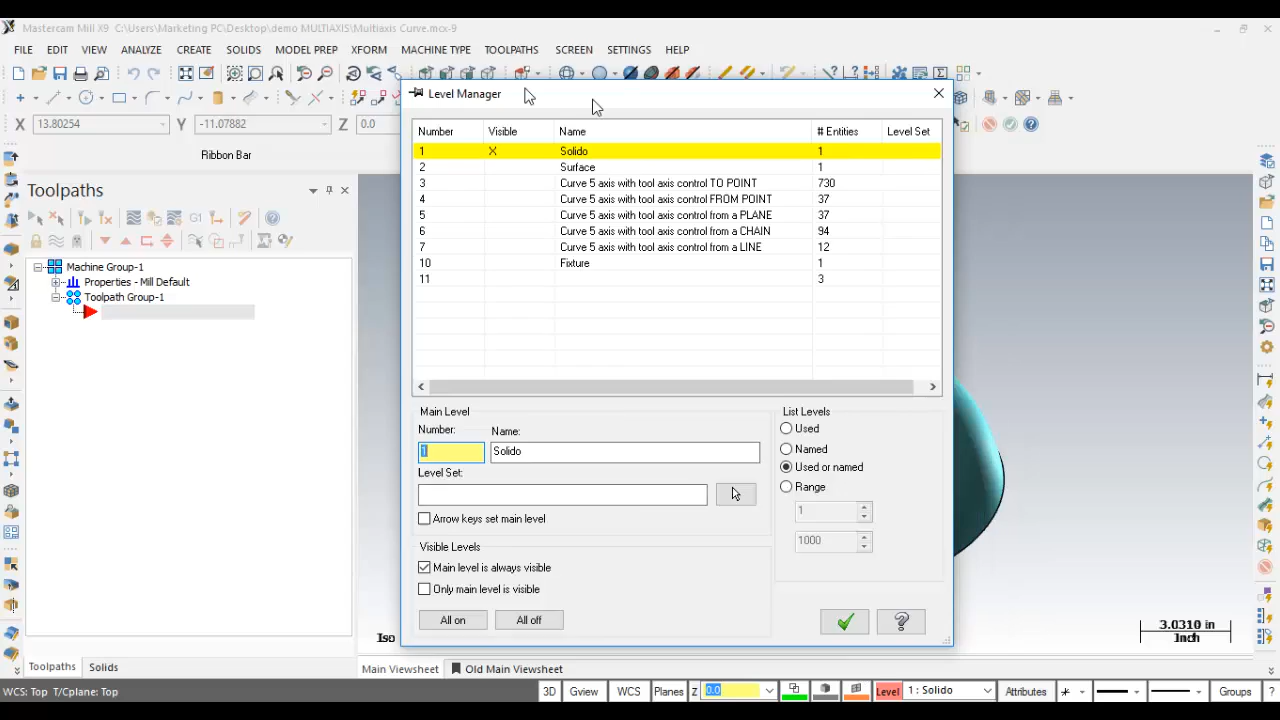 Mastercam Mill X9 C:\Users\Marketing PC\Desktop\demo MULTIAXIS\Multiaxis Curve.mcx-9
FILE EDIT VIEW ANALYZE CREATE SOLIDS MODEL PREP XFORM MACHINE TYPE TOOLPATHS SCREEN SETTINGS HELP
X 13.80254 Y -11.07882 Z 0.0
Ribbon Bar
Toolpaths
G1
Machine Group-1
Properties - Mill Default
Toolpath Group-1
Level Manager
Number Visible Name # Entities Level Set
1 X Solido 1
2 Surface 1
3 Curve 5 axis with tool axis control TO POINT 730
4 Curve 5 axis with tool axis control FROM POINT 37
5 Curve 5 axis with tool axis control from a PLANE 37
6 Curve 5 axis with tool axis control from a CHAIN 94
7 Curve 5 axis with tool axis control from a LINE 12
10 Fixture 1
11 3
Main Level
Number: Name:
1 Solido
Level Set:
Arrow keys set main level
Visible Levels
Main level is always visible
Only main level is visible
All on All off
List Levels
Used
Named
Used or named
Range
1
1000
Iso
3.0310 in
Inch
Toolpaths Solids
Main Viewsheet Old Main Viewsheet
WCS: Top T/Cplane: Top
3D Gview WCS Planes Z 0.0 Level 1 : Solido Attributes Groups ?